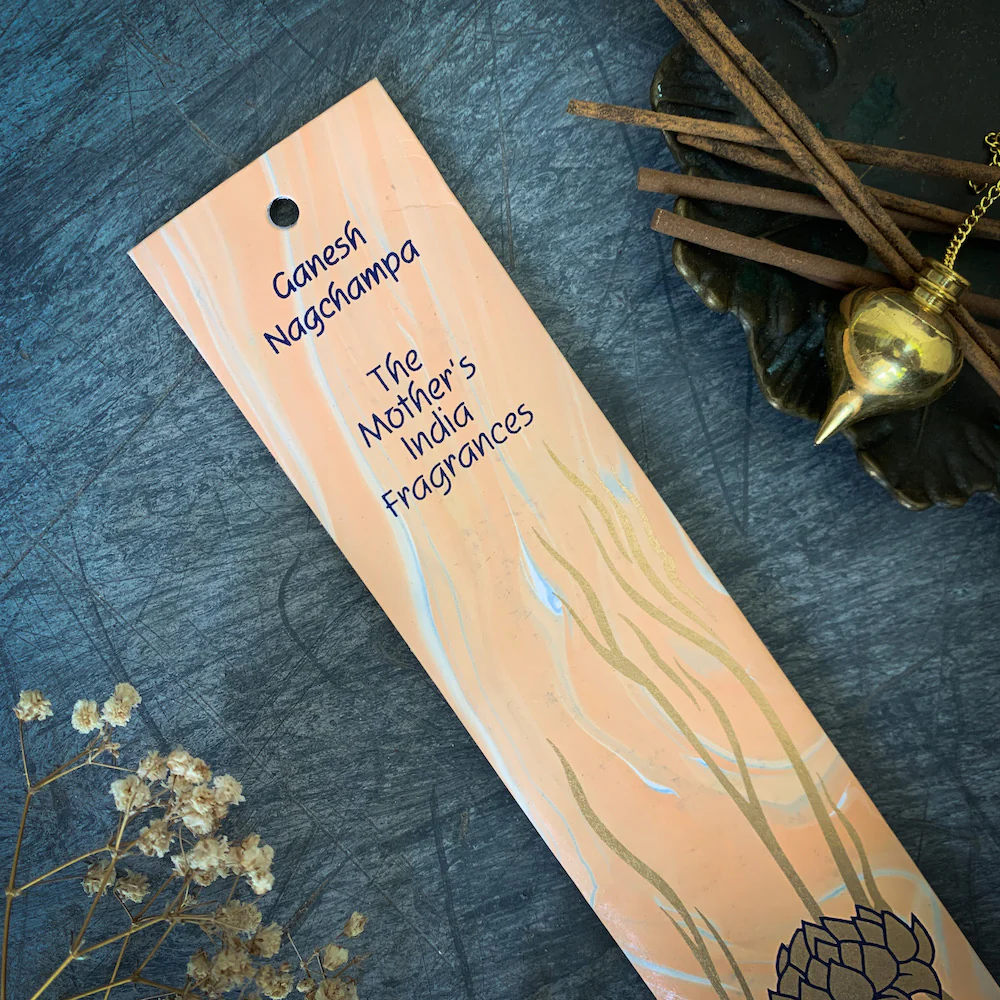 Ganesh
Nagchampa
The
Mother's
India
Fragrances